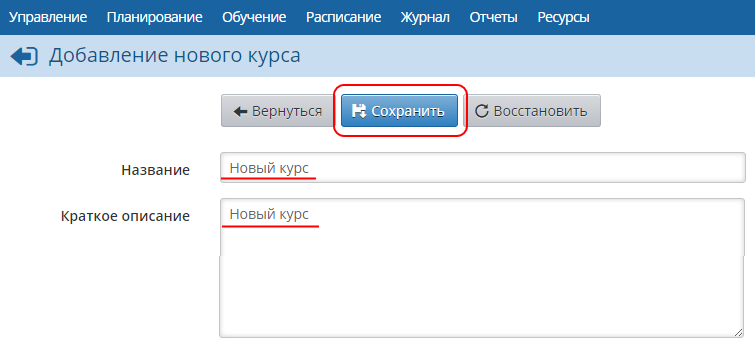 Управление Планирование Обучение Расписание Журнал Отчеты Ресурсы
Добавление нового курса
Вернуться Сохранить Восстановить
Название Новый курс
Краткое описание Новый курс